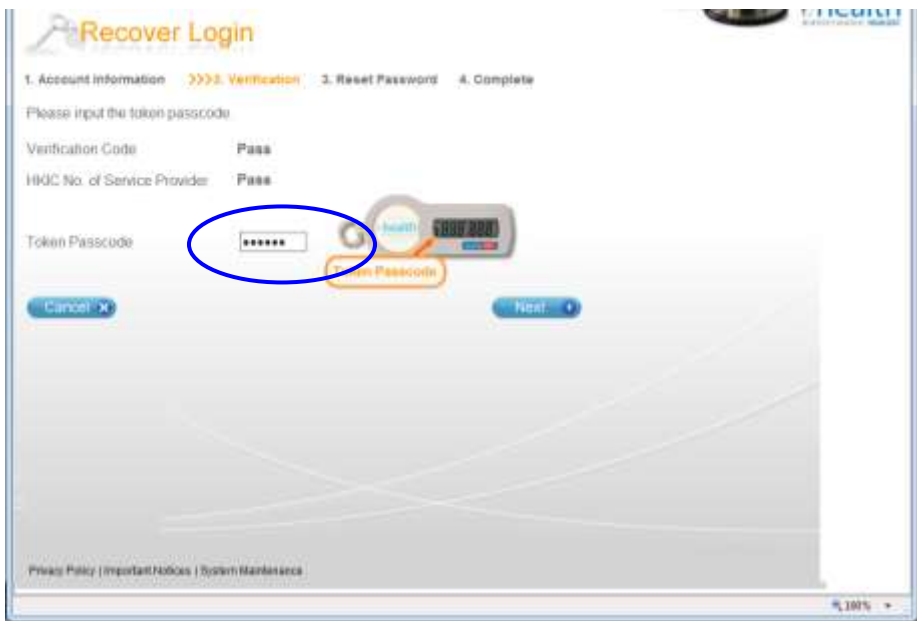 Recover Login
1. Account Information >>>>2. Verification 3. Reset Password 4. Complete
Please input the token passcode
Verification Code Pass
HKIC No. of Service Provider Pass
Token Passcode ••••••
Token Passcode
Cancel Next
Privacy Policy | Important Notices | System Maintenance
100%